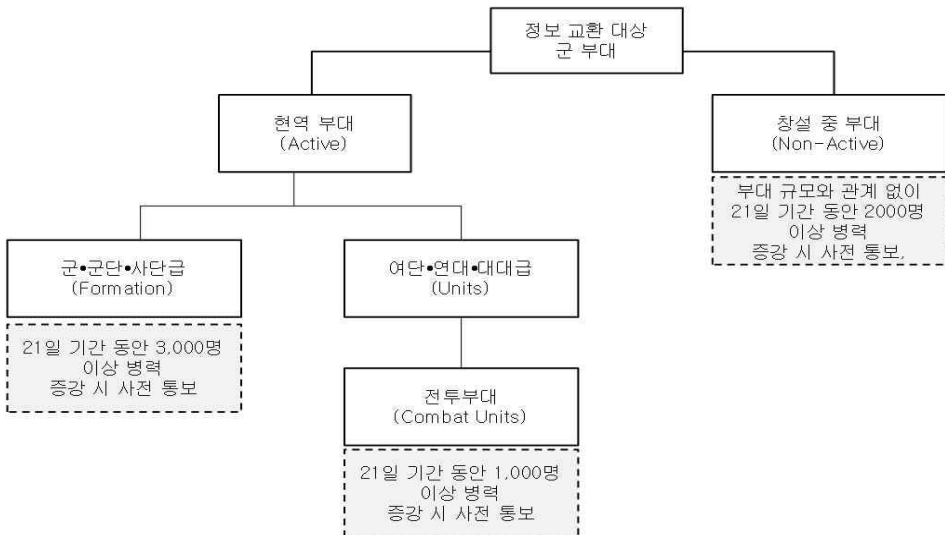 정보 교환 대상
군 부대
현역 부대
(Active)
창설 중 부대
(Non-Active)
부대 규모와 관계 없이
21일 기간 동안 2000명
이상 병력
증강 시 사전 통보,
군•군단•사단급
(Formation)
여단•연대•대대급
(Units)
21일 기간 동안 3,000명
이상 병력
증강 시 사전 통보
전투부대
(Combat Units)
21일 기간 동안 1,000명
이상 병력
증강 시 사전 통보